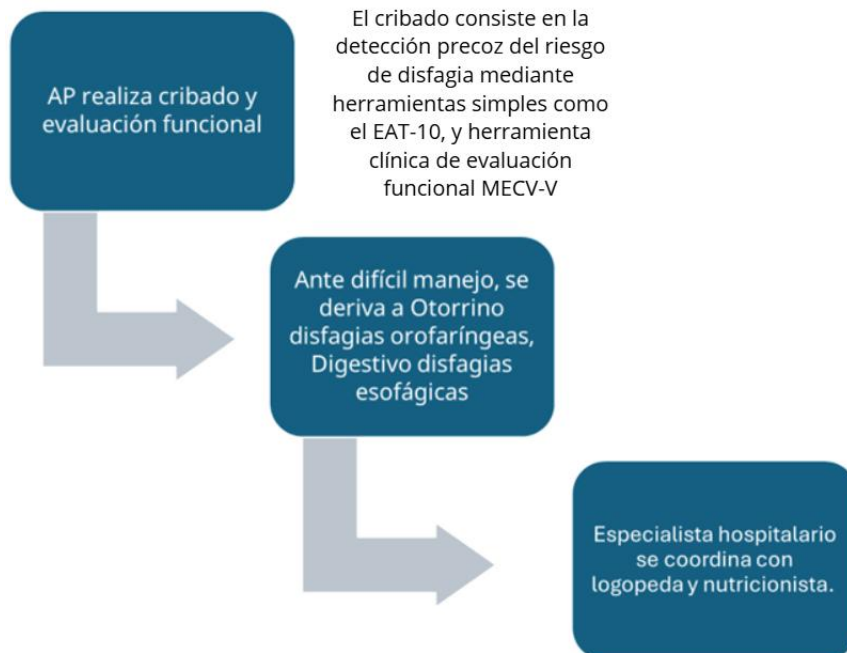 AP realiza cribado y
evaluación funcional
El cribado consiste en la
detección precoz del riesgo
de disfagia mediante
herramientas simples como
el EAT-10, y herramienta
clínica de evaluación
funcional MECV-V
Ante difícil manejo, se
deriva a Otorrino
disfagias orofaríngeas,
Digestivo disfagias
esofágicas
Especialista hospitalario
se coordina con
logopeda y nutricionista.